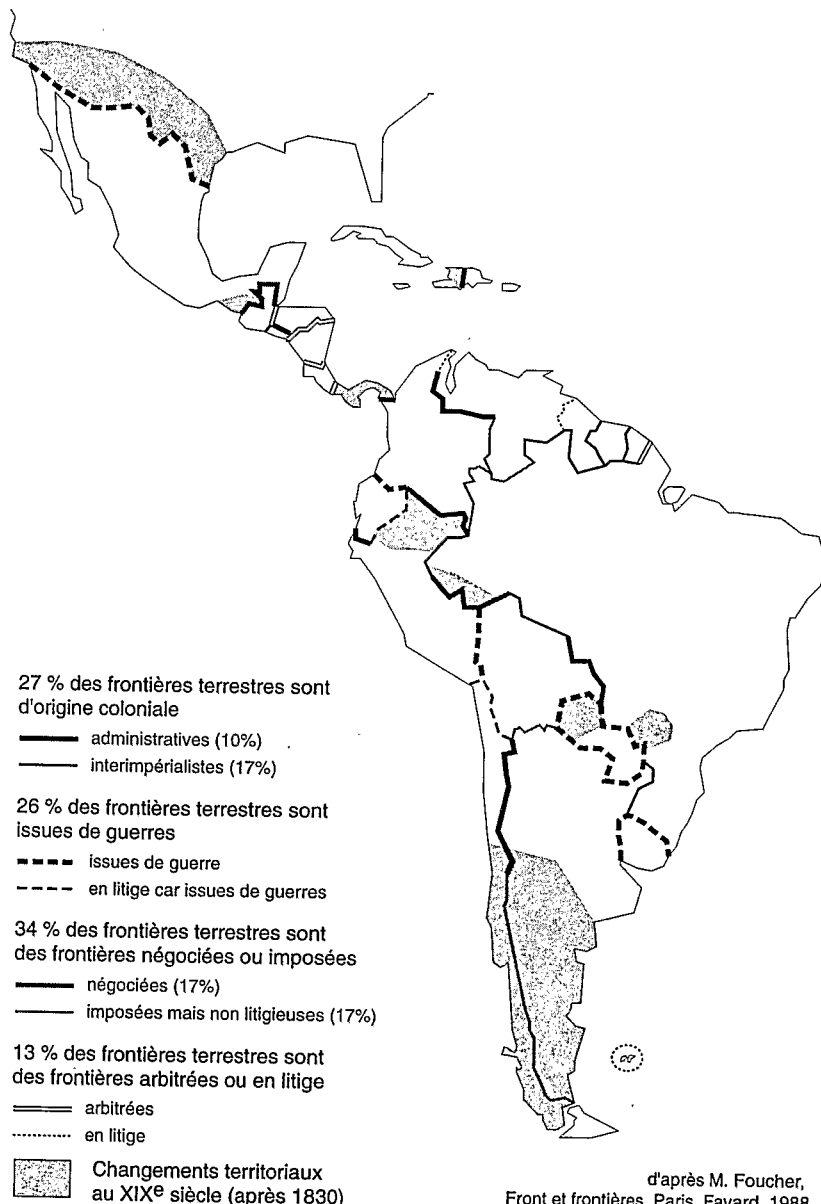 27 % des frontières terrestres sont
d'origine coloniale
administratives (10%)
interimpérialistes (17%)
26 % des frontières terrestres sont
issues de guerres
issues de guerre
en litige car issues de guerres
34 % des frontières terrestres sont
des frontières négociées ou imposées
négociées (17%)
imposées mais non litigieuses (17%)
13 % des frontières terrestres sont
des frontières arbitrées ou en litige
arbitrées
en litige
Changements territoriaux
au XIXe siècle (après 1830)
d'après M. Foucher,
Front et frontières, Paris, Fayard, 1988